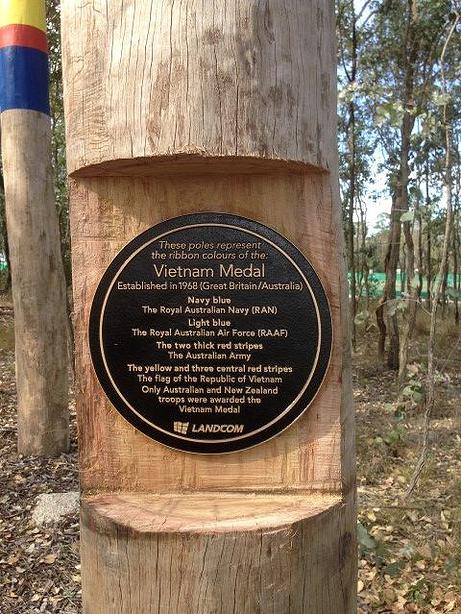 These poles represent
the ribbon colours of the:
Vietnam Medal
Established in 1968 (Great Britain/Australia)
Navy blue
The Royal Australian Navy (RAN)
Light blue
The Royal Australian Air Force (RAAF)
The two thick red stripes
The Australian Army
The yellow and three central red stripes
The flag of the Republic of Vietnam
Only Australian and New Zealand
troops were awarded the
Vietnam Medal
LANDCOM